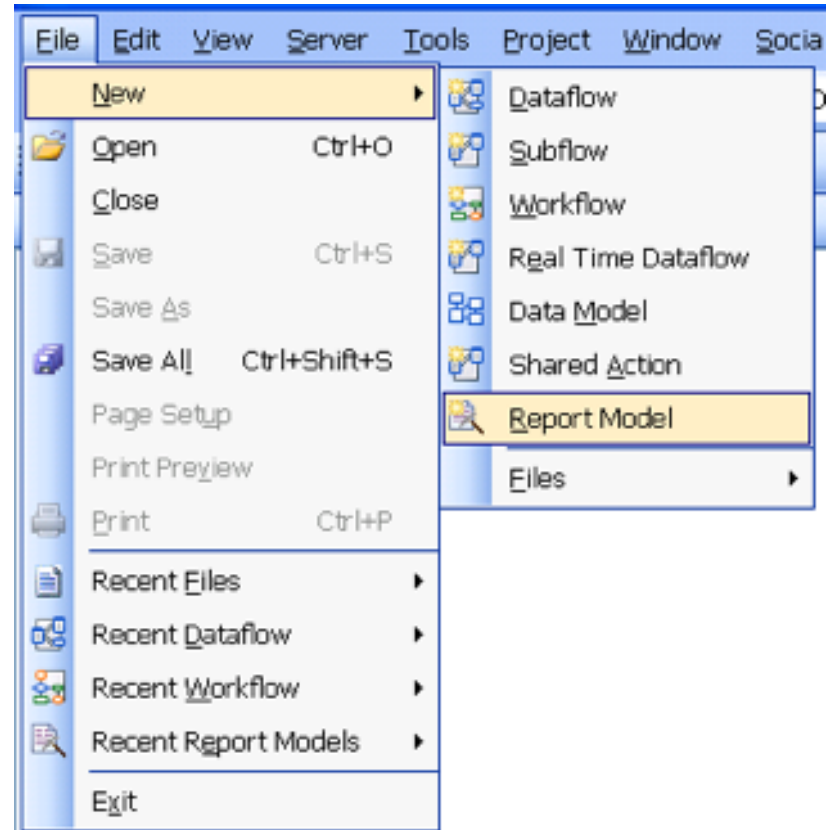 File Edit View Server Tools Project Window Socia
New
Open Ctrl+O
Close
Save Ctrl+S
Save As
Save All Ctrl+Shift+S
Page Setup
Print Preview
Print Ctrl+P
Recent Files
Recent Dataflow
Recent Workflow
Recent Report Models
Exit
Dataflow
Subflow
Workflow
Real Time Dataflow
Data Model
Shared Action
Report Model
Files